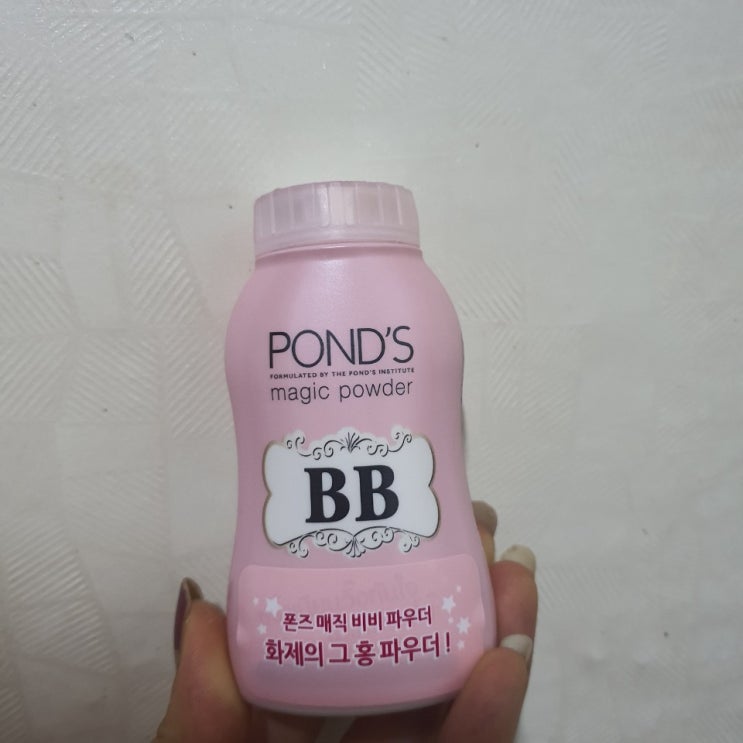 POND'S
FORMULATED BY THE POND'S INSTITUTE
magic powder
BB
폰즈 매직 비비 파우더
화제의 그 홍 파우더!